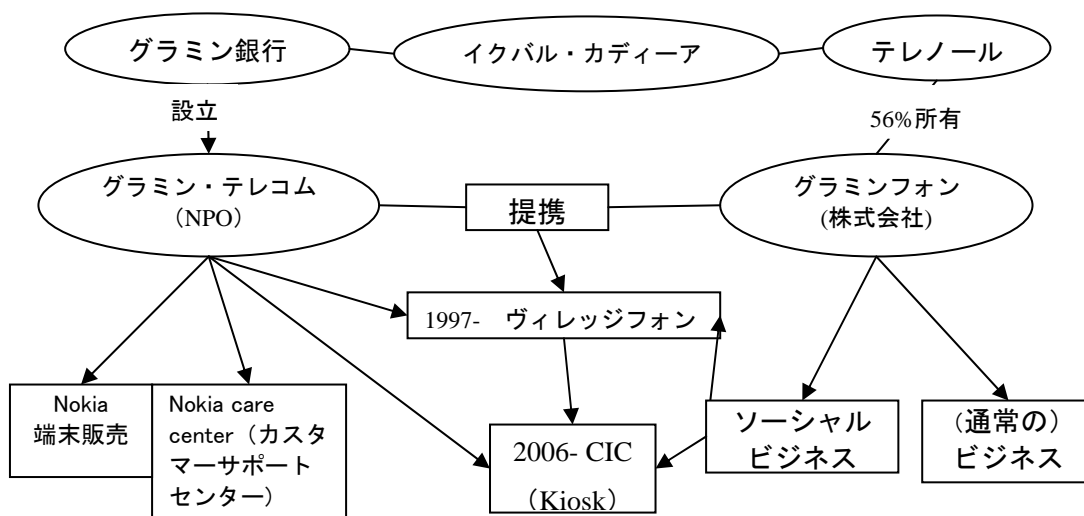 グラミン銀行
イクバル・カディーア
テレノール
設立
56%所有
グラミン・テレコム
（NPO）
提携
グラミンフォン
(株式会社)
1997-　ヴィレッジフォン
Nokia
端末販売
Nokia care
center（カスタ
マーサポート
センター）
2006- CIC
（Kiosk）
ソーシャル
ビジネス
（通常の）
ビジネス